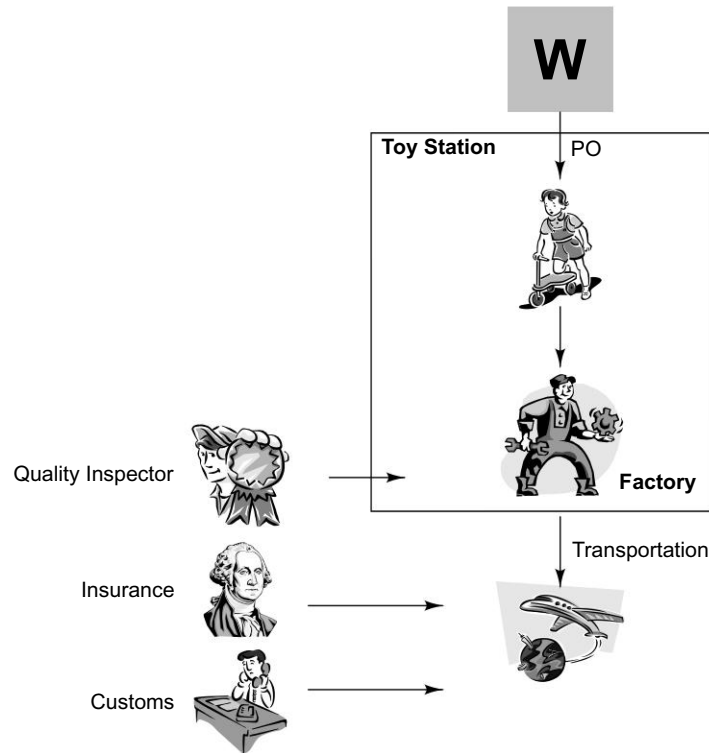 W
Toy Station
PO
Quality Inspector
Factory
Transportation
Insurance
Customs